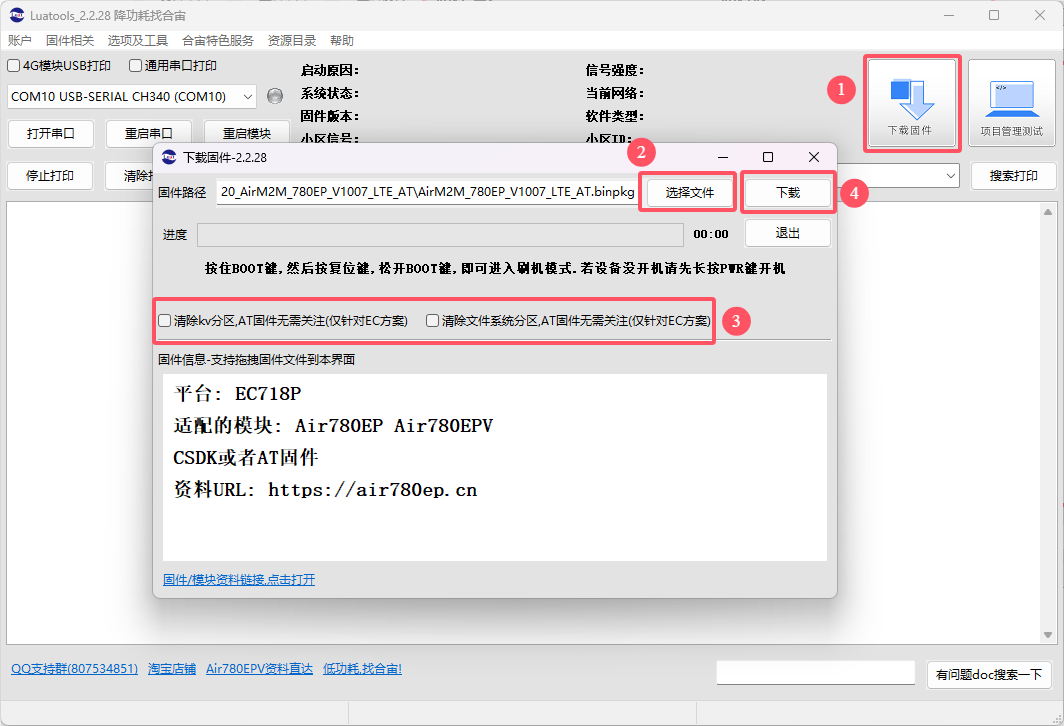 Luatools_2.2.28 降功耗找合宙
账户 固件相关 选项及工具 合宙特色服务 资源目录 帮助
4G模块USB打印 通用串口打印
COM10 USB-SERIAL CH340 (COM10)
打开串口 重启串口 重启模块
停止打印 清除
启动原因:
系统状态:
固件版本:
小区信号:
信号强度:
当前网络:
软件类型:
小区ID:
1
下载固件
项目管理测试
搜索打印
下载固件-2.2.28
2
固件路径 20_AirM2M_780EP_V1007_LTE_AT\AirM2M_780EP_V1007_LTE_AT.binpkg 选择文件 下载
4
进度 00:00 退出
按住BOOT键,然后按复位键,松开BOOT键,即可进入刷机模式.若设备没开机请先长按PWR键开机
清除kv分区,AT固件无需关注(仅针对EC方案) 清除文件系统分区,AT固件无需关注(仅针对EC方案)
3
固件信息-支持拖拽固件文件到本界面
平台: EC718P
适配的模块: Air780EP Air780EPV
CSDK或者AT固件
资料URL: https://air780ep.cn
固件/模块资料链接,点击打开
QQ支持群(807534851) 淘宝店铺 Air780EPV资料直达 低功耗,找合宙!
有问题doc搜索一下